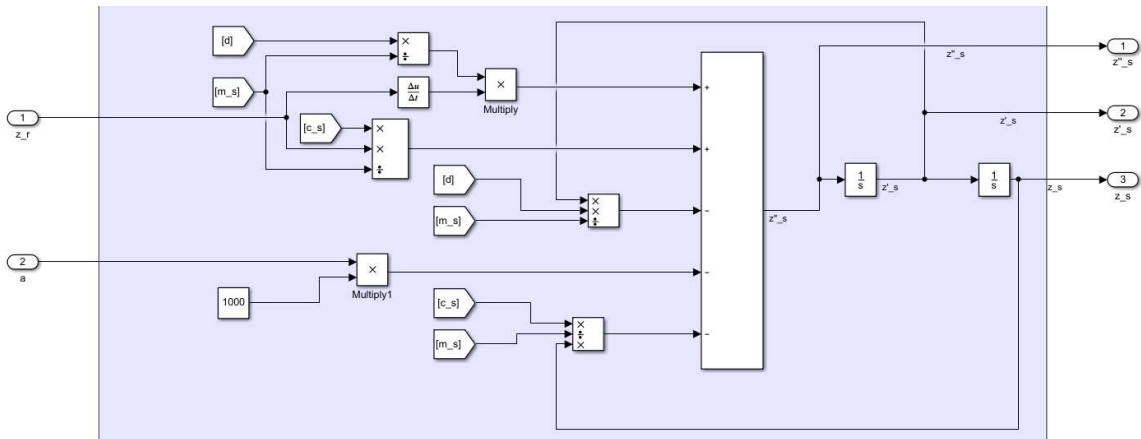 [d]
×
÷
z''_s
1
z''_s
[m_s]
Δu
Δt
×
Multiply
+
1
z_r
[c_s]
×
×
÷
+
z'_s
2
z'_s
[d]
×
×
÷
[m_s]
−
z''_s
1
s
z'_s
1
s
z_s
3
z_s
2
a
×
Multiply1
−
1000
[c_s]
×
÷
×
[m_s]
−